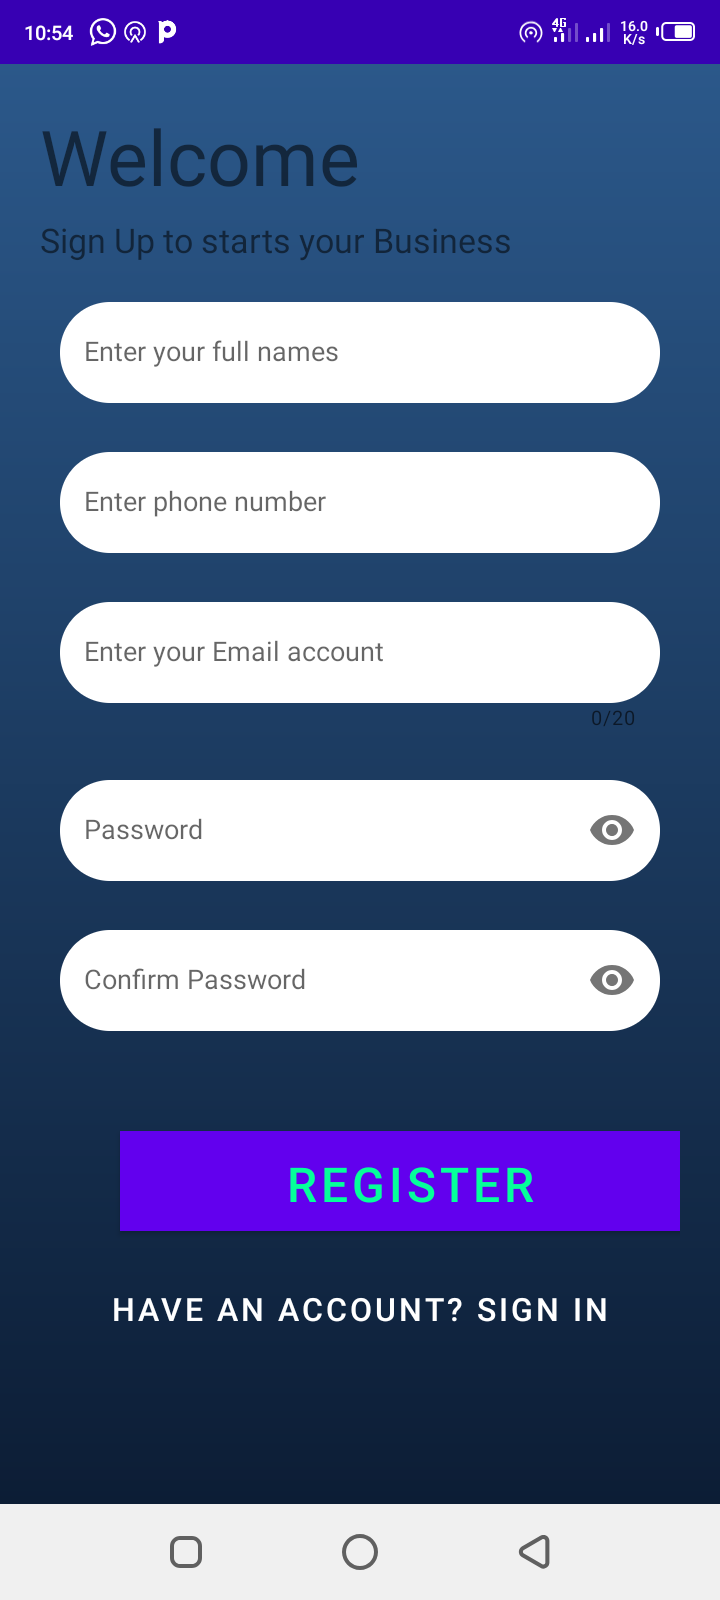 10:54
4G
16.0
K/s
Welcome
Sign Up to starts your Business
Enter your full names
Enter phone number
Enter your Email account
0/20
Password
Confirm Password
REGISTER
HAVE AN ACCOUNT? SIGN IN